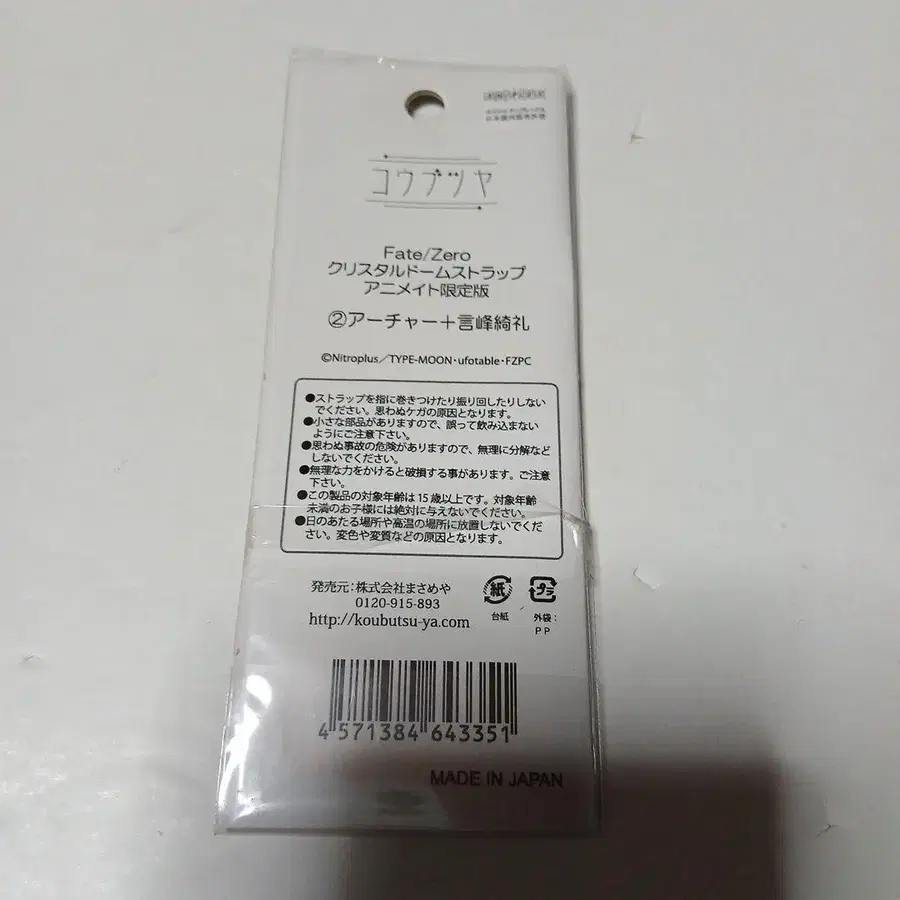 コウブツヤ
Fate/Zero
クリスタルドームストラップ
アニメイト限定版
②アーチャー＋言峰綺礼
©Nitroplus／TYPE-MOON・ufotable・FZPC
●ストラップを指に巻きつけたり振り回したりしない
でください。思わぬケガの原因となります。
●小さな部品がありますので、誤って飲み込まない
ようにご注意下さい。
●思わぬ事故の危険がありますので、無理に分解など
しないでください。
●無理な力をかけると破損する事があります。ご注意
下さい。
●この製品の対象年齢は15歳以上です。対象年齢
未満のお子様には絶対に与えないでください。
●日のあたる場所や高温の場所に放置しないでくだ
さい。変色や変質などの原因となります。
発売元：株式会社まさめや
0120-915-893
http://koubutsu-ya.com
紙
台紙
プラ
外袋：
PP
4 571384 643351
MADE IN JAPAN